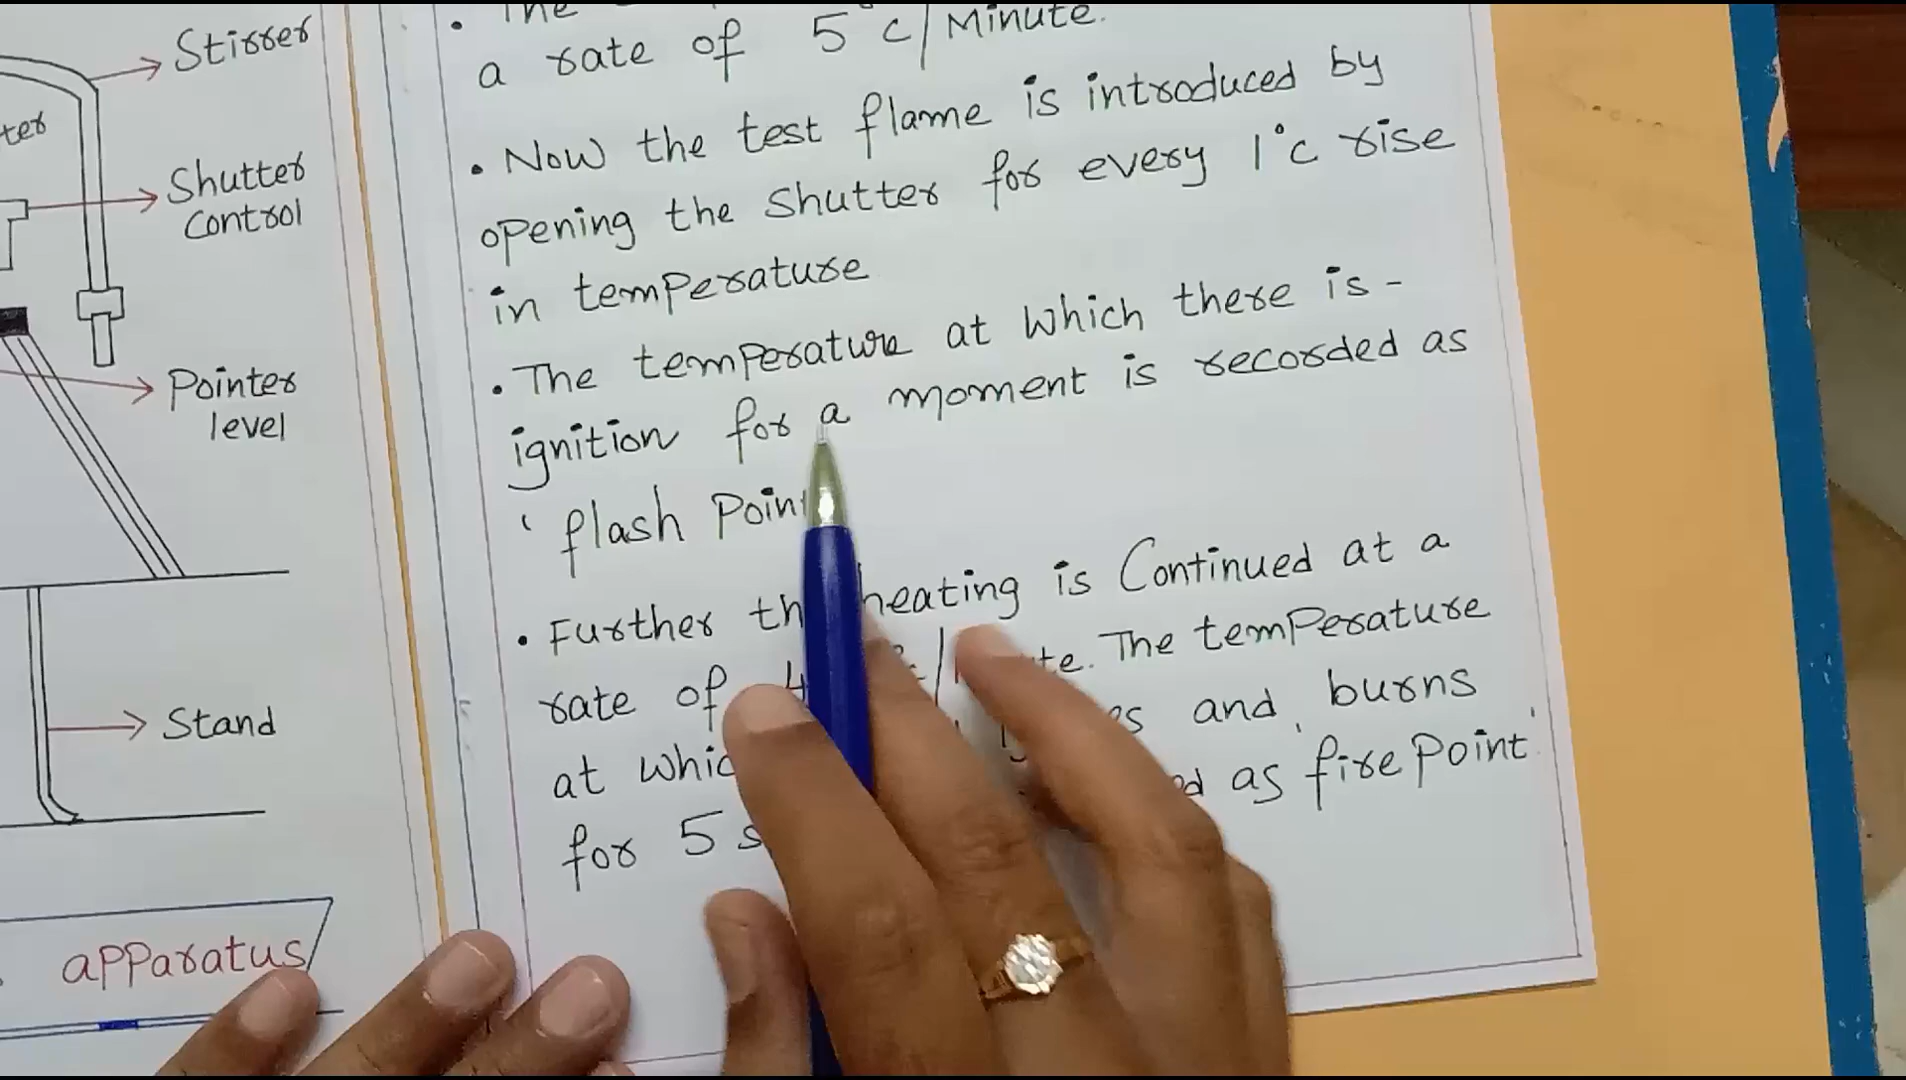 Stirrer
Shutter
control
Pointer
level
Stand
apparatus
• The
a rate of 5°c/Minute.
• Now the test flame is introduced by
opening the shutter for every 1°c rise
in temperature
• The temperature at which there is -
ignition for a moment is recorded as
' flash Poin
• Further th heating is Continued at a
rate of 4 The temperature
at whic and burns
for 5 s as fire Point.